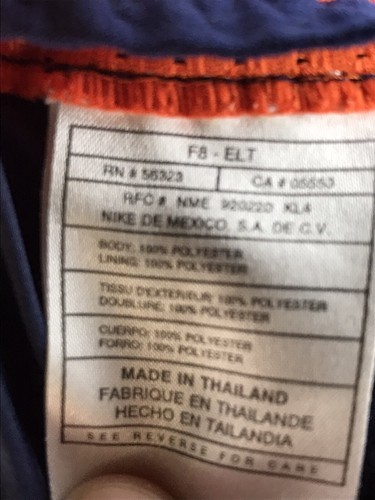 F8 - ELT
RN # 56323 CA # 05553
RFC # NME 920220 KL4
NIKE DE MEXICO, S.A. DE C.V.
BODY: 100% POLYESTER
LINING: 100% POLYESTER
TISSU D'EXTERIEUR: 100% POLYESTER
DOUBLURE: 100% POLYESTER
CUERPO: 100% POLYESTER
FORRO: 100% POLYESTER
MADE IN THAILAND
FABRIQUE EN THAILANDE
HECHO EN TAILANDIA
SEE REVERSE FOR CARE